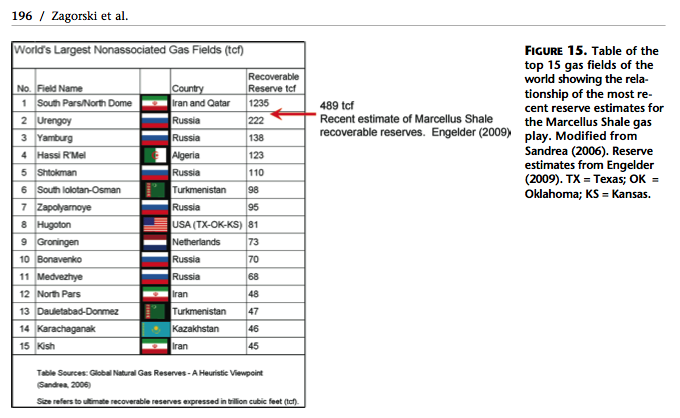 196 / Zagorski et al.
World's Largest Nonassociated Gas Fields (tcf)
No. Field Name Country Recoverable Reserve tcf
1 South Pars/North Dome Iran and Qatar 1235
2 Urengoy Russia 222
3 Yamburg Russia 138
4 Hassi R'Mel Algeria 123
5 Shtokman Russia 110
6 South Iolotan-Osman Turkmenistan 98
7 Zapolyarnoye Russia 95
8 Hugoton USA (TX-OK-KS) 81
9 Groningen Netherlands 73
10 Bonavenko Russia 70
11 Medvezhye Russia 68
12 North Pars Iran 48
13 Dauletabad-Donmez Turkmenistan 47
14 Karachaganak Kazakhstan 46
15 Kish Iran 45
Table Sources: Global Natural Gas Reserves - A Heuristic Viewpoint
(Sandrea, 2006)
Size refers to ultimate recoverable reserves expressed in trillion cubic feet (tcf).
489 tcf
Recent estimate of Marcellus Shale
recoverable reserves. Engelder (2009)
FIGURE 15. Table of the
top 15 gas fields of the
world showing the rela-
tionship of the most re-
cent reserve estimates for
the Marcellus Shale gas
play. Modified from
Sandrea (2006). Reserve
estimates from Engelder
(2009). TX = Texas; OK =
Oklahoma; KS = Kansas.